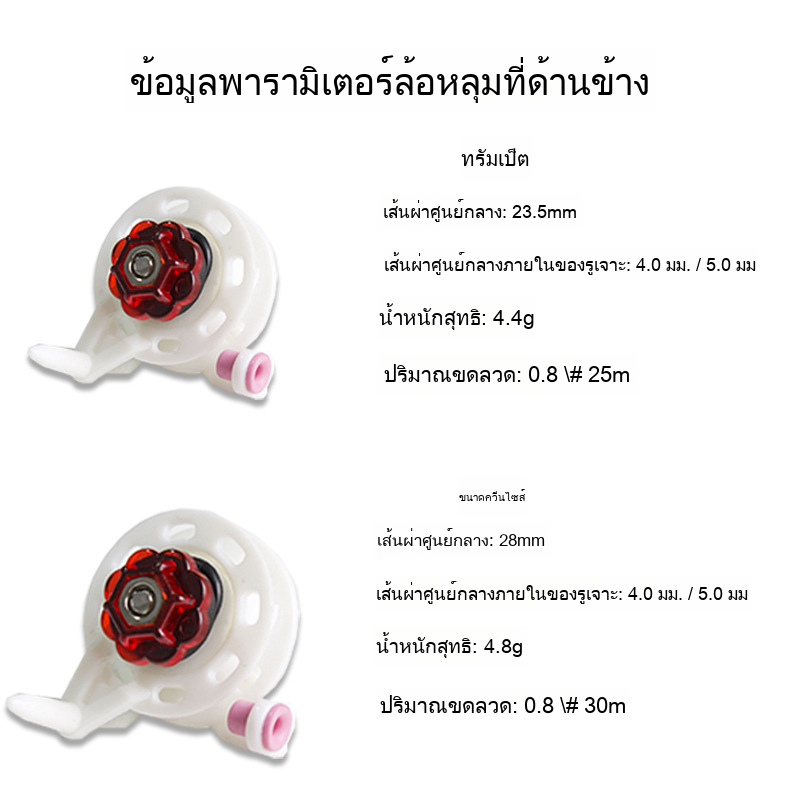 ข้อมูลพารามิเตอร์ล้อหลุมที่ด้านข้าง
ทรัมเป็ต
เส้นผ่าศูนย์กลาง: 23.5mm
เส้นผ่าศูนย์กลางภายในของรูเจาะ: 4.0 มม. / 5.0 มม
น้ำหนักสุทธิ: 4.4g
ปริมาณขดลวด: 0.8 \# 25m
ขนาดควีนไซส์
เส้นผ่าศูนย์กลาง: 28mm
เส้นผ่าศูนย์กลางภายในของรูเจาะ: 4.0 มม. / 5.0 มม
น้ำหนักสุทธิ: 4.8g
ปริมาณขดลวด: 0.8 \# 30m